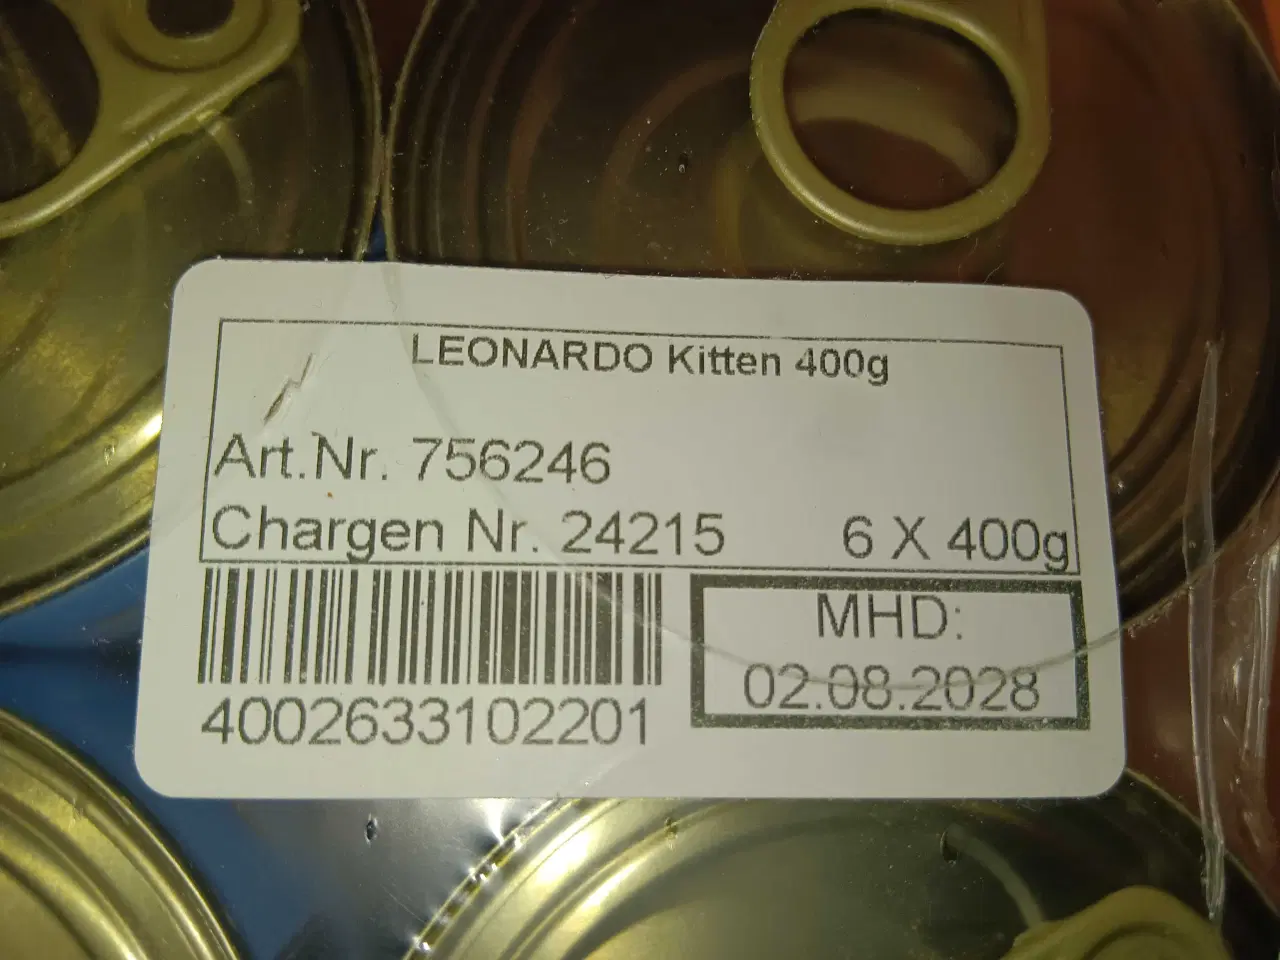 LEONARDO Kitten 400g
Art.Nr. 756246
Chargen Nr. 24215 6 X 400g
MHD:
02.08.2028
4002633102201